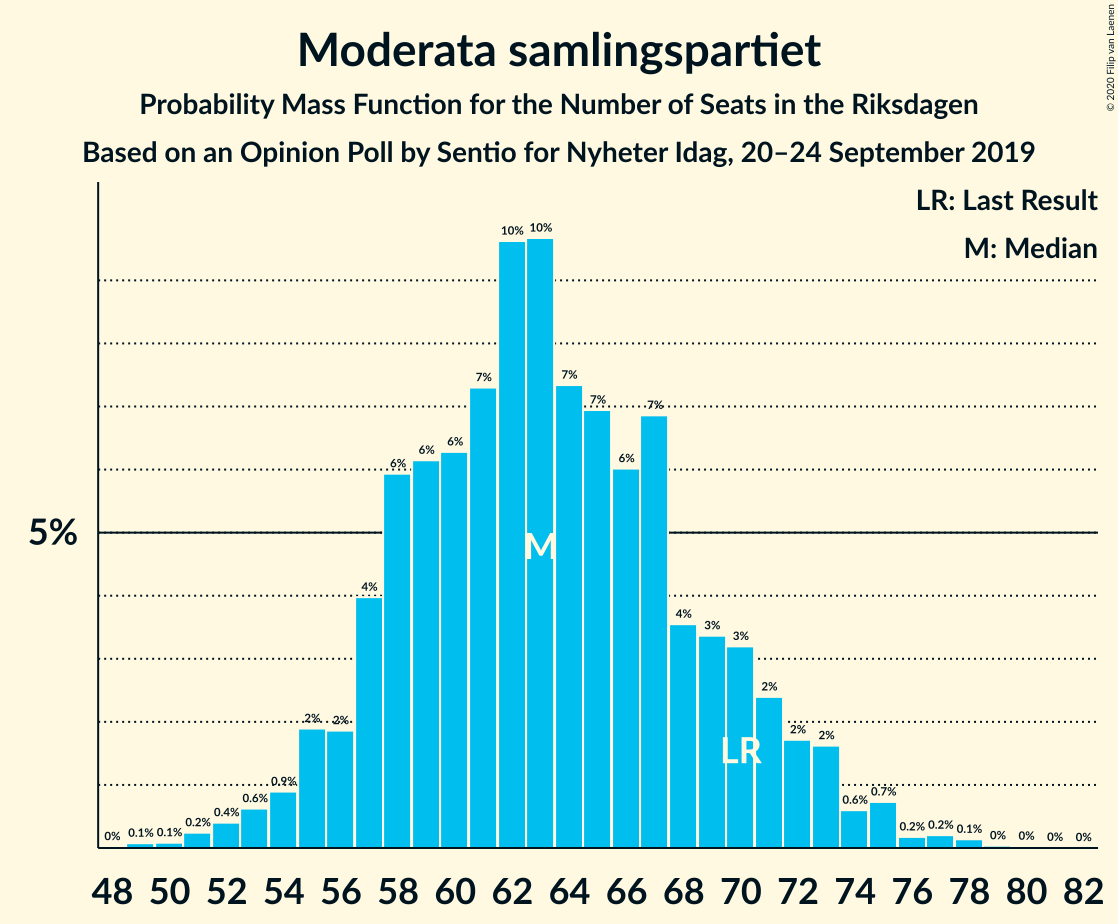 © 2020 Filip van Laenen
Moderata samlingspartiet
Probability Mass Function for the Number of Seats in the Riksdagen
Based on an Opinion Poll by Sentio for Nyheter Idag, 20–24 September 2019
LR: Last Result
M: Median
5%
0% 0.1% 0.1% 0.2% 0.4% 0.6% 0.9% 2% 2% 4% 6% 6% 6% 7% 10% 10% 7% 7% 6% 7% 4% 3% 3% 2% 2% 2% 0.6% 0.7% 0.2% 0.2% 0.1% 0% 0% 0% 0%
M
LR
48 50 52 54 56 58 60 62 64 66 68 70 72 74 76 78 80 82